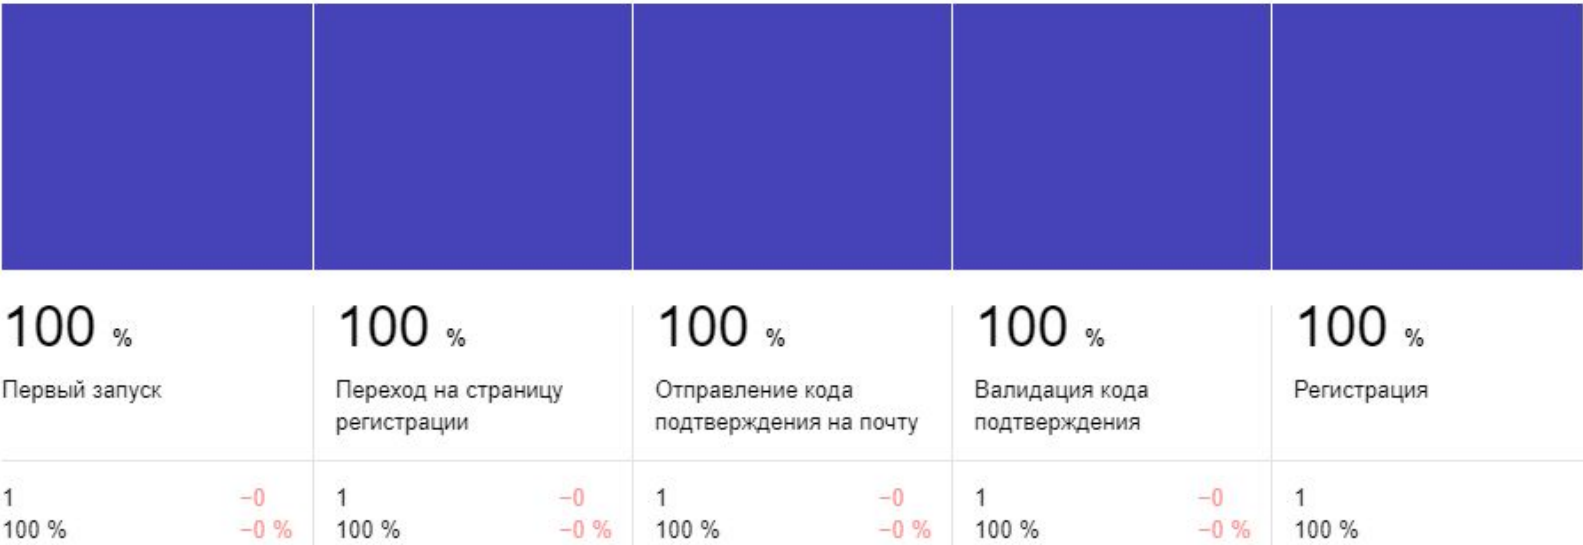 100 %
100 %
100 %
100 %
100 %
Первый запуск
Переход на страницу
регистрации
Отправление кода
подтверждения на почту
Валидация кода
подтверждения
Регистрация
1 −0
100 % −0 %
1 −0
100 % −0 %
1 −0
100 % −0 %
1 −0
100 % −0 %
1
100 %